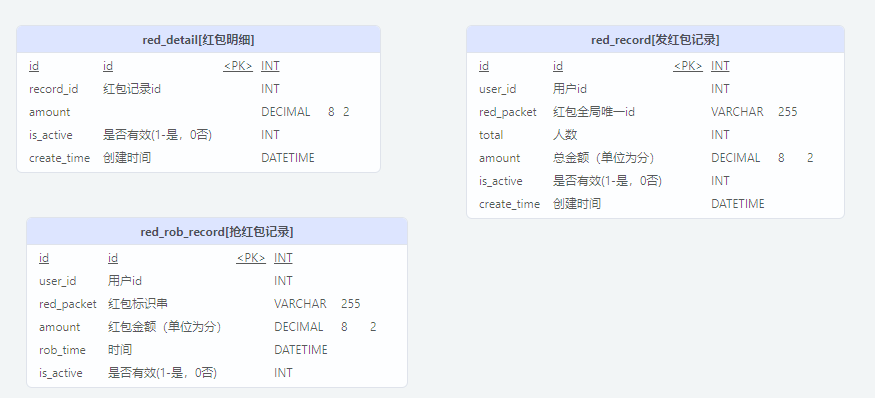 red_detail[红包明细]
id id <PK> INT
record_id 红包记录id INT
amount DECIMAL 8 2
is_active 是否有效(1-是，0否) INT
create_time 创建时间 DATETIME
red_record[发红包记录]
id id <PK> INT
user_id 用户id INT
red_packet 红包全局唯一id VARCHAR 255
total 人数 INT
amount 总金额（单位为分） DECIMAL 8 2
is_active 是否有效(1-是，0否) INT
create_time 创建时间 DATETIME
red_rob_record[抢红包记录]
id id <PK> INT
user_id 用户id INT
red_packet 红包标识串 VARCHAR 255
amount 红包金额（单位为分） DECIMAL 8 2
rob_time 时间 DATETIME
is_active 是否有效(1-是，0否) INT